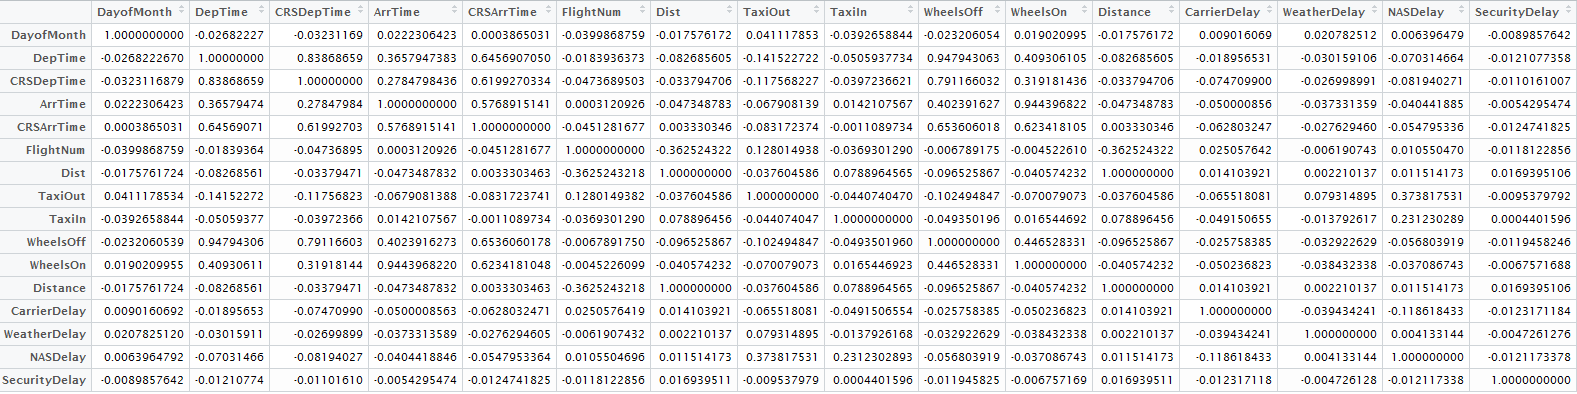 DayofMonth DepTime CRSDepTime ArrTime CRSArrTime FlightNum Dist TaxiOut TaxiIn WheelsOff WheelsOn Distance CarrierDelay WeatherDelay NASDelay SecurityDelay
DayofMonth 1.0000000000 -0.02682227 -0.03231169 0.0222306423 0.0003865031 -0.0399868759 -0.017576172 0.041117853 -0.0392658844 -0.023206054 0.019020995 -0.017576172 0.009016069 0.020782512 0.006396479 -0.0089857642
DepTime -0.0268222670 1.00000000 0.83868659 0.3657947383 0.6456907050 -0.0183936373 -0.082685605 -0.141522722 -0.0505937734 0.947943063 0.409306105 -0.082685605 -0.018956531 -0.030159106 -0.070314664 -0.0121077358
CRSDepTime -0.0323116879 0.83868659 1.00000000 0.2784798436 0.6199270334 -0.0473689503 -0.033794706 -0.117568227 -0.0397236621 0.791166032 0.319181436 -0.033794706 -0.074709900 -0.026998991 -0.081940271 -0.0110161007
ArrTime 0.0222306423 0.36579474 0.27847984 1.0000000000 0.5768915141 0.0003120926 -0.047348783 -0.067908139 0.0142107567 0.402391627 0.944396822 -0.047348783 -0.050000856 -0.037331359 -0.040441885 -0.0054295474
CRSArrTime 0.0003865031 0.64569071 0.61992703 0.5768915141 1.0000000000 -0.0451281677 0.003330346 -0.083172374 -0.0011089734 0.653606018 0.623418105 0.003330346 -0.062803247 -0.027629460 -0.054795336 -0.0124741825
FlightNum -0.0399868759 -0.01839364 -0.04736895 0.0003120926 -0.0451281677 1.0000000000 -0.362524322 0.128014938 -0.0369301290 -0.006789175 -0.004522610 -0.362524322 0.025057642 -0.006190743 0.010550470 -0.0118122856
Dist -0.0175761724 -0.08268561 -0.03379471 -0.0473487832 0.0033303463 -0.3625243218 1.000000000 -0.037604586 0.0788964565 -0.096525867 -0.040574232 1.000000000 0.014103921 0.002210137 0.011514173 0.0169395106
TaxiOut 0.0411178534 -0.14152272 -0.11756823 -0.0679081388 -0.0831723741 0.1280149382 -0.037604586 1.000000000 -0.0440740470 -0.102494847 -0.070079073 -0.037604586 -0.065518081 0.079314895 0.373817531 -0.0095379792
TaxiIn -0.0392658844 -0.05059377 -0.03972366 0.0142107567 -0.0011089734 -0.0369301290 0.078896456 -0.044074047 1.0000000000 -0.049350196 0.016544692 0.078896456 -0.049150655 -0.013792617 0.231230289 0.0004401596
WheelsOff -0.0232060539 0.94794306 0.79116603 0.4023916273 0.6536060178 -0.0067891750 -0.096525867 -0.102494847 -0.0493501960 1.000000000 0.446528331 -0.096525867 -0.025758385 -0.032922629 -0.056803919 -0.0119458246
WheelsOn 0.0190209955 0.40930611 0.31918144 0.9443968220 0.6234181048 -0.0045226099 -0.040574232 -0.070079073 0.0165446923 0.446528331 1.000000000 -0.040574232 -0.050236823 -0.038432338 -0.037086743 -0.0067571688
Distance -0.0175761724 -0.08268561 -0.03379471 -0.0473487832 0.0033303463 -0.3625243218 1.000000000 -0.037604586 0.0788964565 -0.096525867 -0.040574232 1.000000000 0.014103921 0.002210137 0.011514173 0.0169395106
CarrierDelay 0.0090160692 -0.01895653 -0.07470990 -0.0500008563 -0.0628032471 0.0250576419 0.014103921 -0.065518081 -0.0491506554 -0.025758385 -0.050236823 0.014103921 1.000000000 -0.039434241 -0.118618433 -0.0123171184
WeatherDelay 0.0207825120 -0.03015911 -0.02699899 -0.0373313589 -0.0276294605 -0.0061907432 0.002210137 0.079314895 -0.0137926168 -0.032922629 -0.038432338 0.002210137 -0.039434241 1.000000000 0.004133144 -0.0047261276
NASDelay 0.0063964792 -0.07031466 -0.08194027 -0.0404418846 -0.0547953364 0.0105504696 0.011514173 0.373817531 0.2312302893 -0.056803919 -0.037086743 0.011514173 -0.118618433 0.004133144 1.000000000 -0.0121173378
SecurityDelay -0.0089857642 -0.01210774 -0.01101610 -0.0054295474 -0.0124741825 -0.0118122856 0.016939511 -0.009537979 0.0004401596 -0.011945825 -0.006757169 0.016939511 -0.012317118 -0.004726128 -0.012117338 1.0000000000